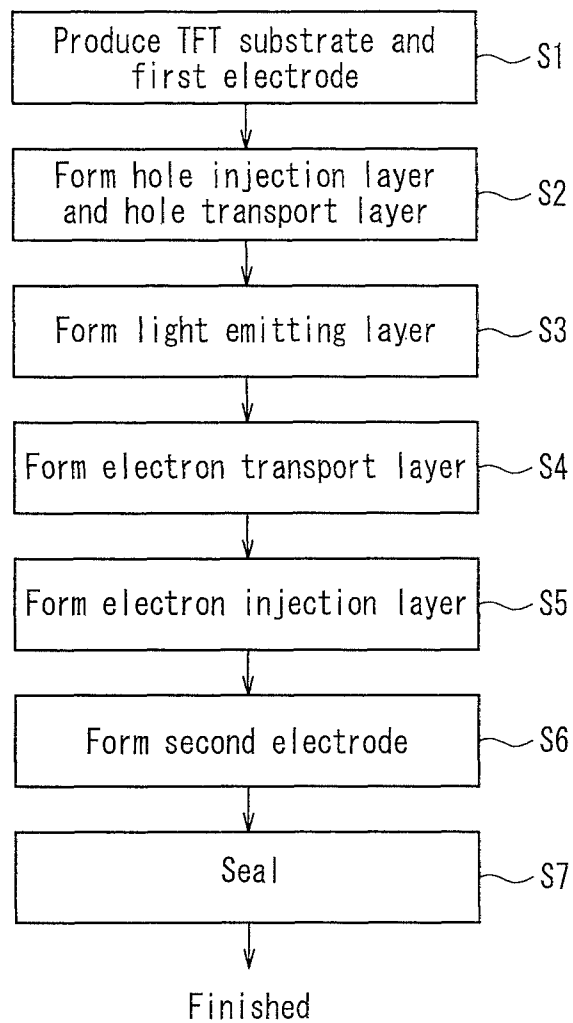 Produce TFT substrate and
first electrode
S1
Form hole injection layer
and hole transport layer
S2
Form light emitting layer
S3
Form electron transport layer
S4
Form electron injection layer
S5
Form second electrode
S6
Seal
S7
Finished